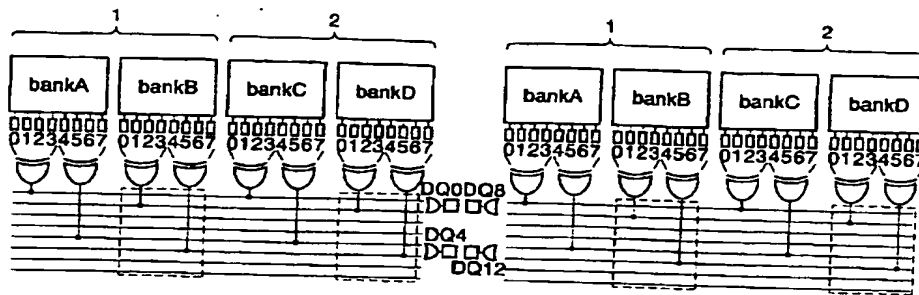 1 2 1 2
bankA bankB bankC bankD bankA bankB bankC bankD
01234567 01234567 01234567 01234567 01234567 01234567 01234567 01234567
DQ0DQ8
DQ4
DQ12